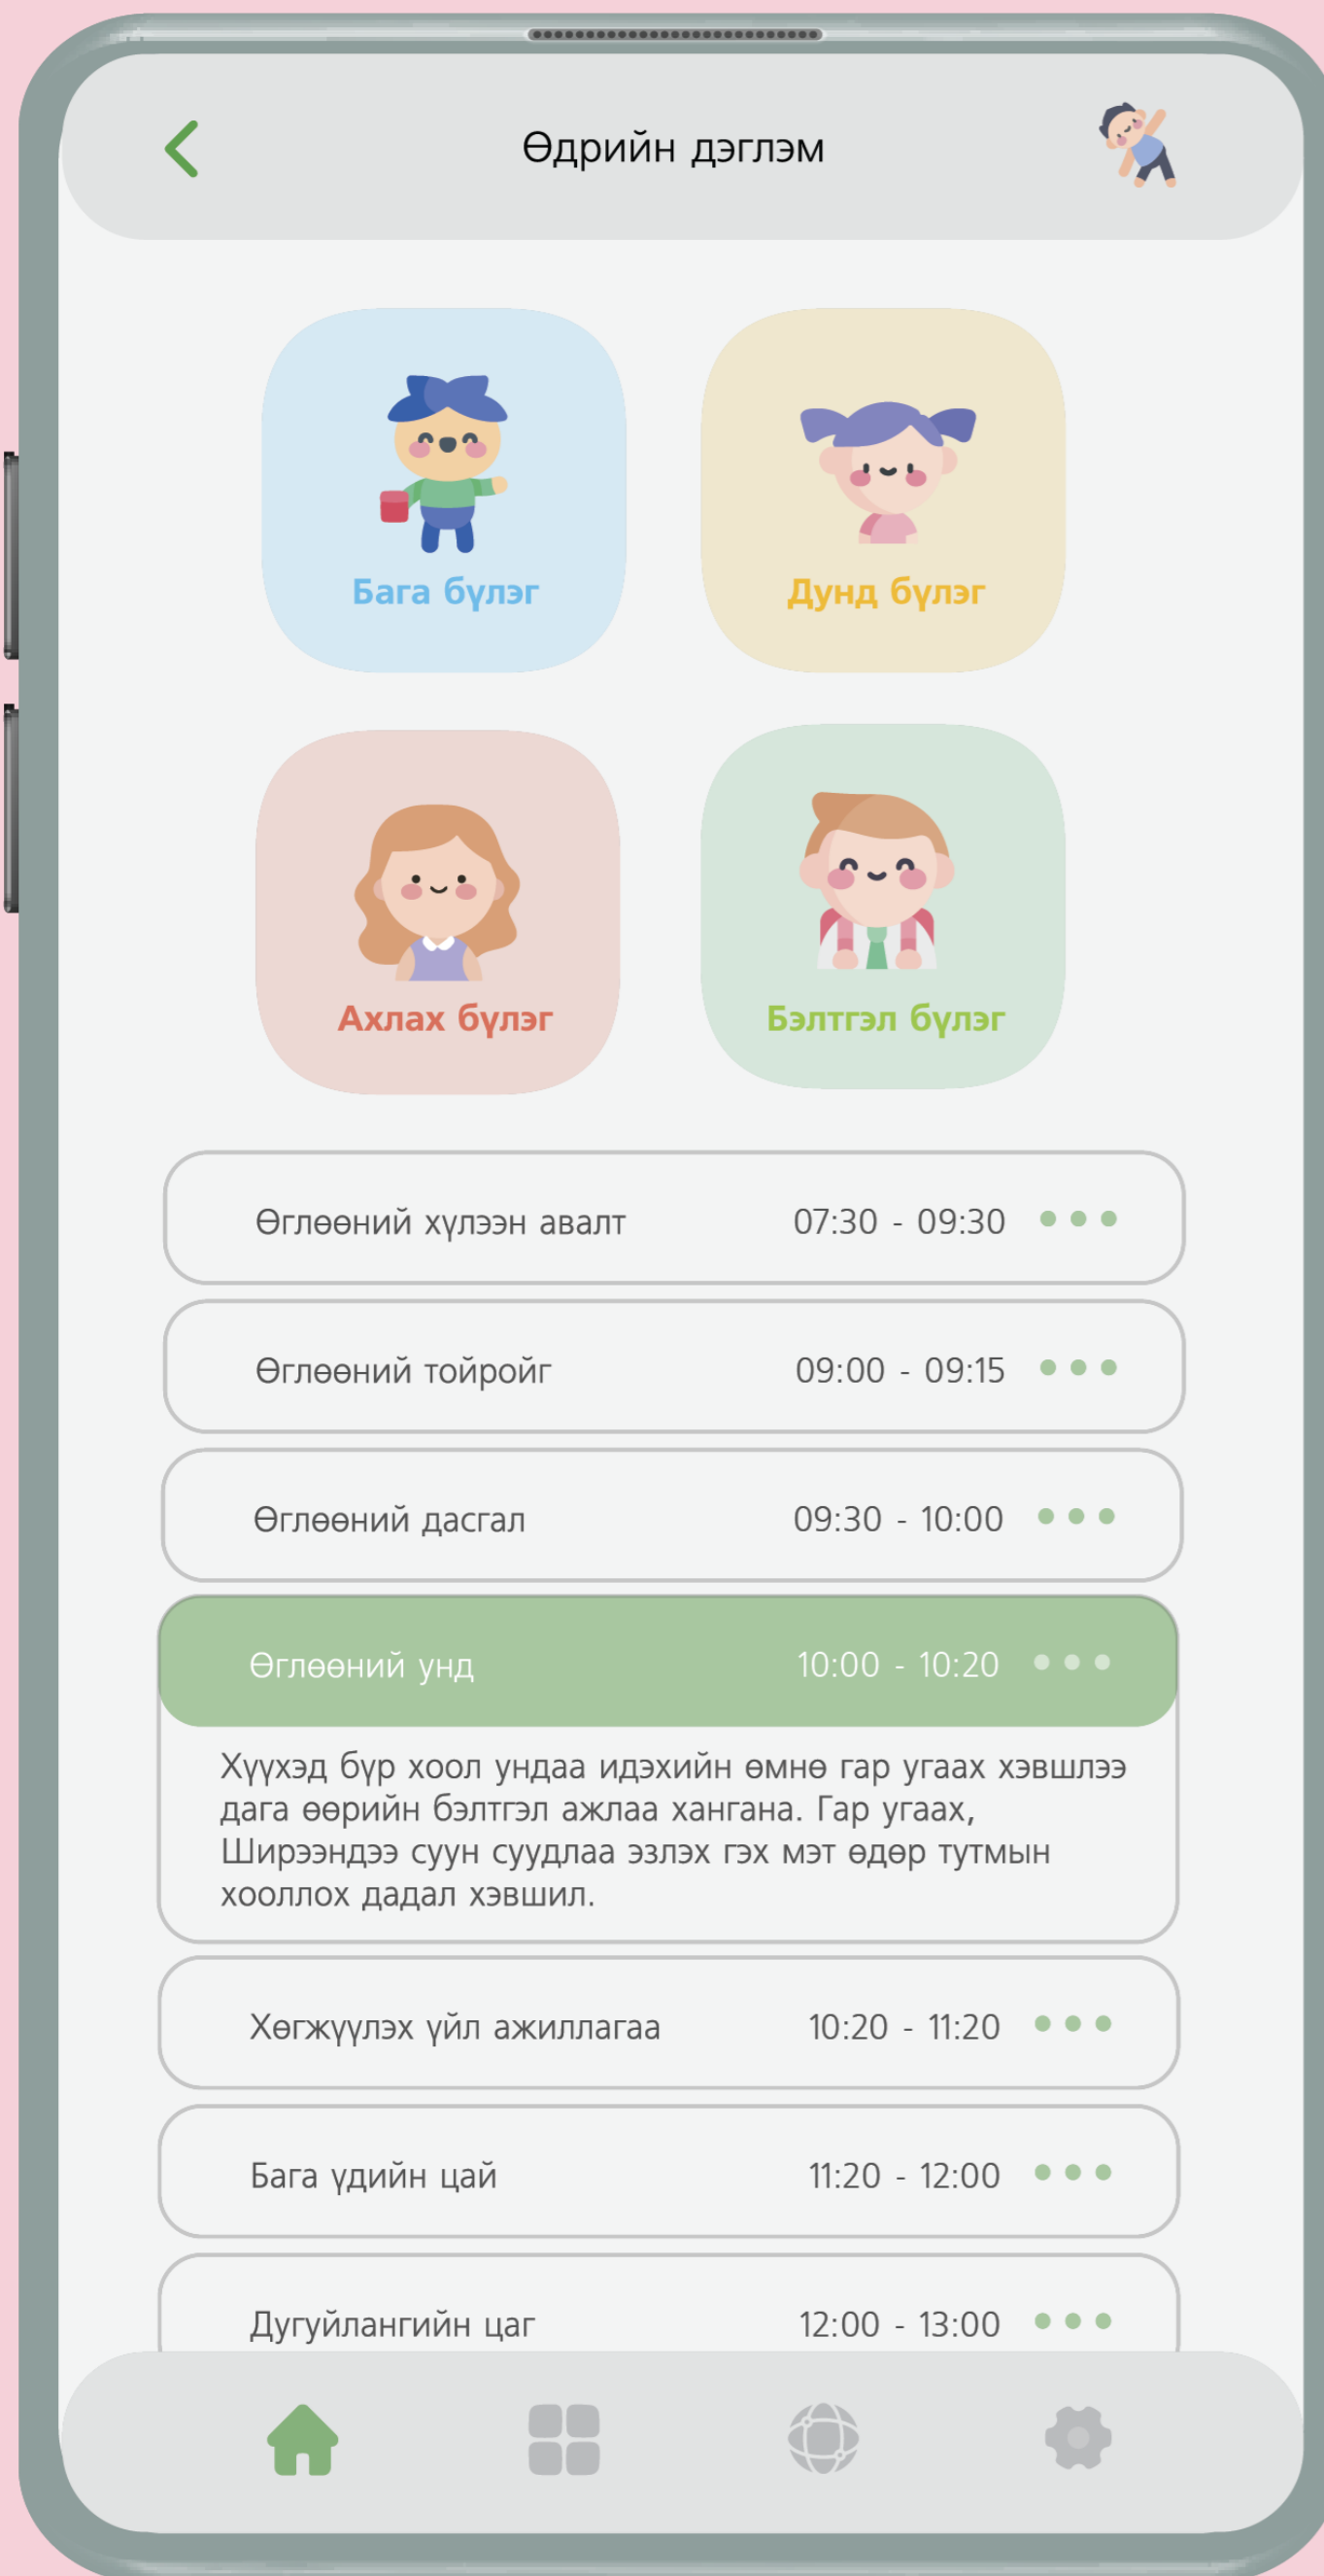 Өдрийн дэглэм
Бага бүлэг
Дунд бүлэг
Ахлах бүлэг
Бэлтгэл бүлэг
Өглөөний хүлээн авалт 07:30 - 09:30
Өглөөний тойройг 09:00 - 09:15
Өглөөний дасгал 09:30 - 10:00
Өглөөний унд 10:00 - 10:20
Хүүхэд бүр хоол ундаа идэхийн өмнө гар угаах хэвшлээ
дага өөрийн бэлтгэл ажлаа хангана. Гар угаах,
Ширээндээ суун суудлаа эзлэх гэх мэт өдөр тутмын
хооллох дадал хэвшил.
Хөгжүүлэх үйл ажиллагаа 10:20 - 11:20
Бага үдийн цай 11:20 - 12:00
Дугуйлангийн цаг 12:00 - 13:00